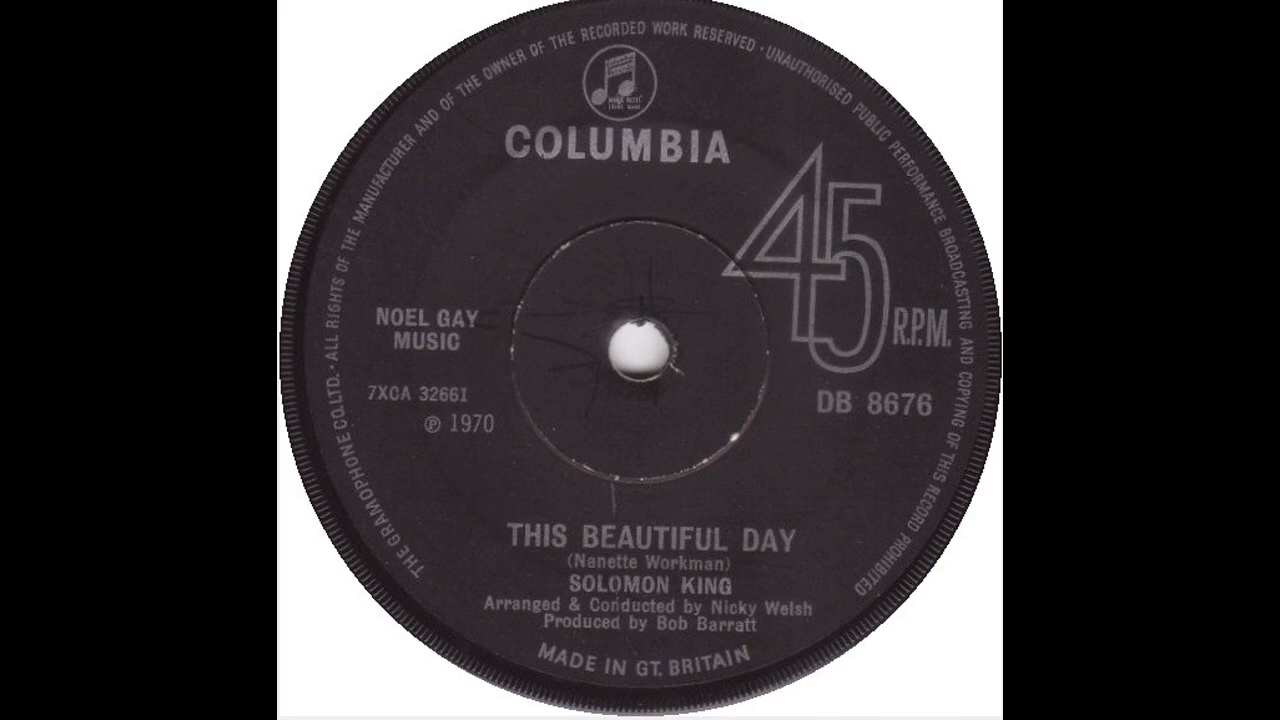 THE GRAMOPHONE CO. LTD. · ALL RIGHTS OF THE MANUFACTURER AND OF THE OWNER OF THE RECORDED WORK RESERVED · UNAUTHORISED PUBLIC PERFORMANCE BROADCASTING AND COPYING OF THIS RECORD PROHIBITED
COLUMBIA
45
R.P.M.
NOEL GAY
MUSIC
7XCA 32661
℗ 1970
DB 8676
THIS BEAUTIFUL DAY
(Nanette Workman)
SOLOMON KING
Arranged & Conducted by Nicky Welsh
Produced by Bob Barratt
MADE IN GT. BRITAIN